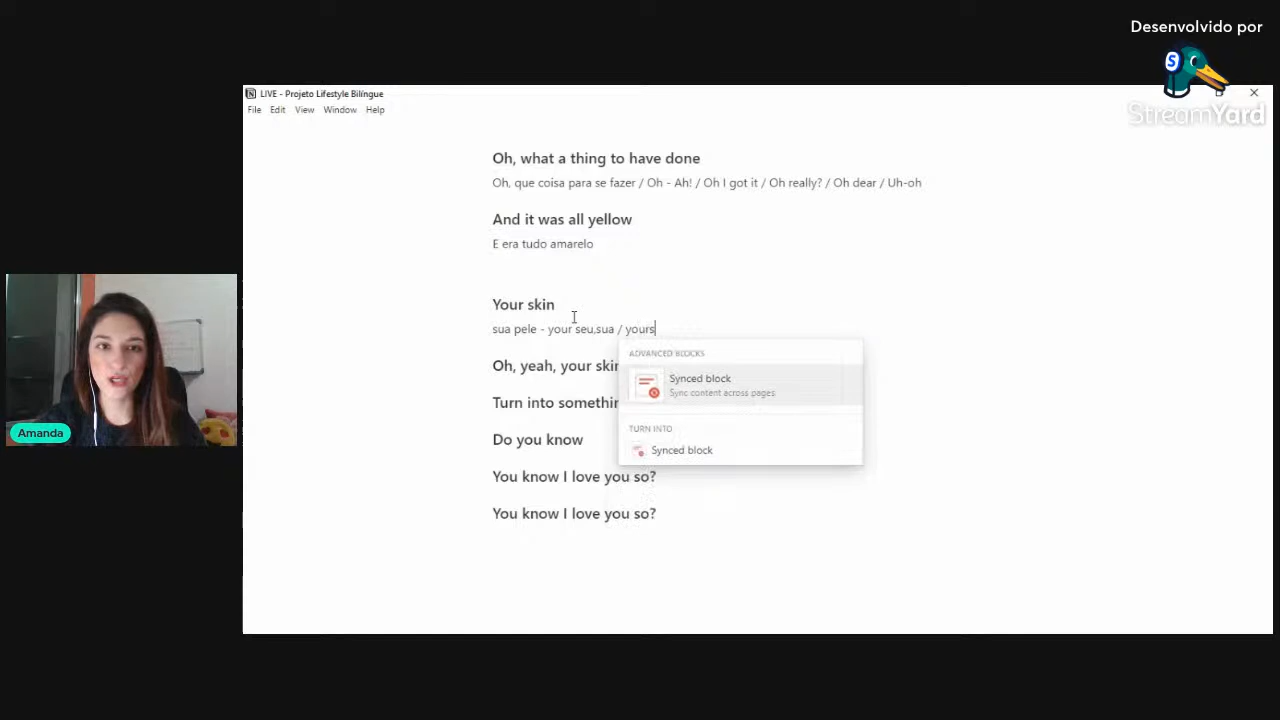 Desenvolvido por
StreamYard
LIVE - Projeto Lifestyle Bilíngue
File Edit View Window Help
Oh, what a thing to have done
Oh, que coisa para se fazer / Oh - Ah! / Oh I got it / Oh really? / Oh dear / Uh-oh
And it was all yellow
E era tudo amarelo
Your skin
sua pele - your seu,sua / yours
ADVANCED BLOCKS
Oh, yeah, your skin
Synced block
Sync content across pages
Turn into
TURN INTO
Do you know
Synced block
You know I love you so?
You know I love you so?
Amanda